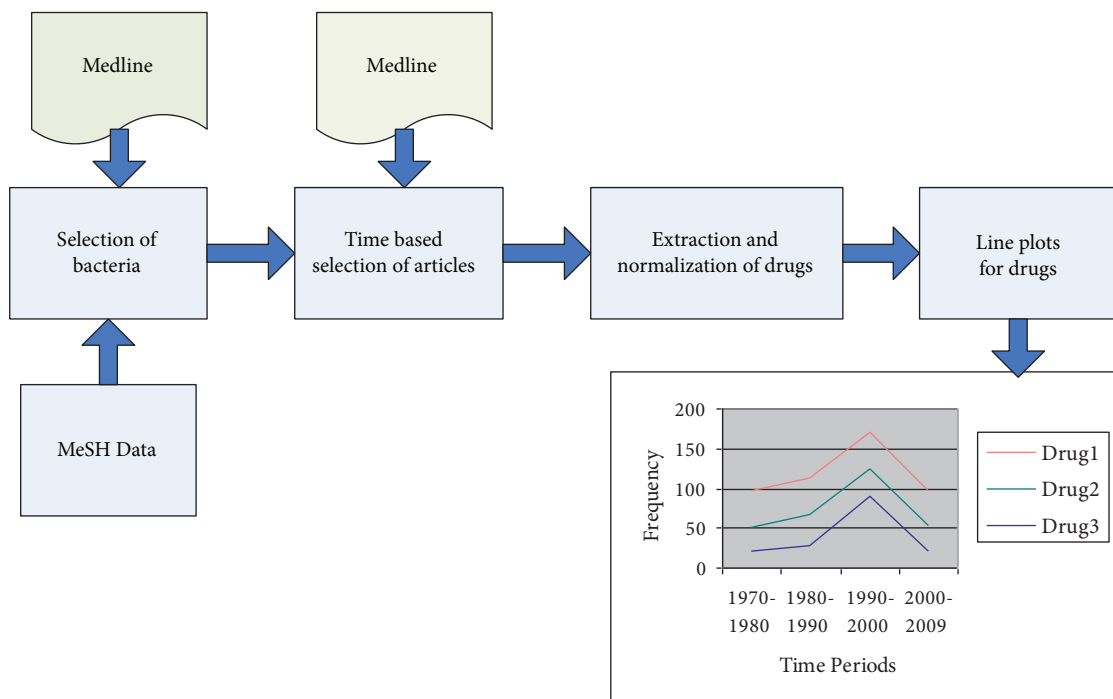 Medline
Medline
Selection of
bacteria
Time based
selection of articles
Extraction and
normalization of drugs
Line plots
for drugs
MeSH Data
200
150
100
50
0
Frequency
1970-
1980
1980-
1990
1990-
2000
2000-
2009
Time Periods
Drug1
Drug2
Drug3